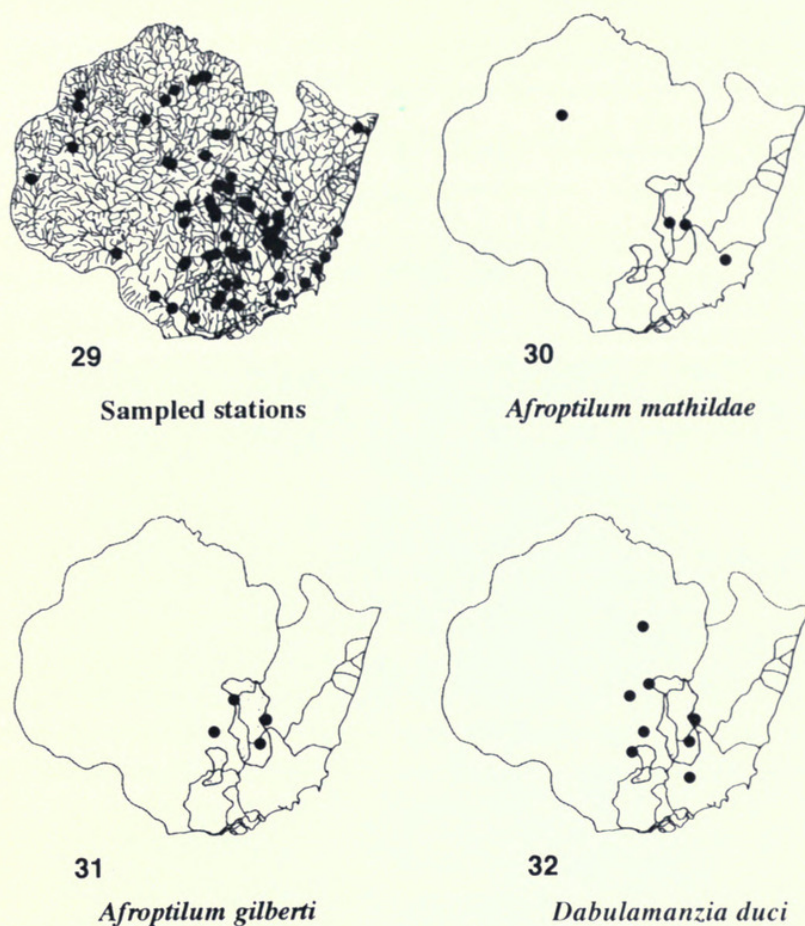 29
Sampled stations
30
Afroptilum mathildae
31
Afroptilum gilberti
32
Dabulamanzia duci